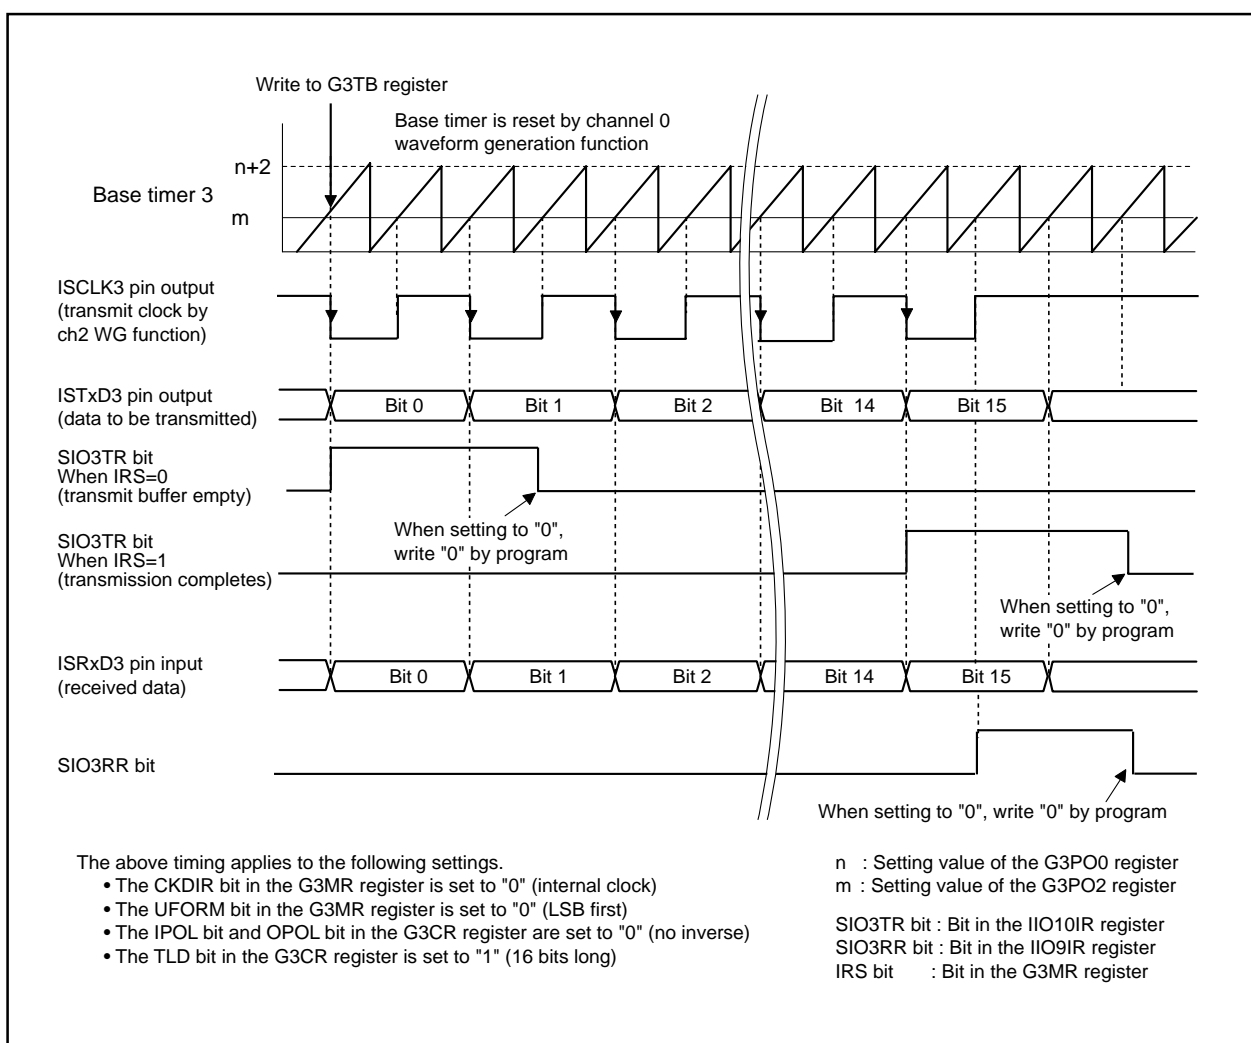 Write to G3TB register
Base timer is reset by channel 0
waveform generation function
n+2
Base timer 3
m
ISCLK3 pin output
(transmit clock by
ch2 WG function)
ISTxD3 pin output
(data to be transmitted)
Bit 0
Bit 1
Bit 2
Bit 14
Bit 15
SIO3TR bit
When IRS=0
(transmit buffer empty)
When setting to "0",
write "0" by program
SIO3TR bit
When IRS=1
(transmission completes)
When setting to "0",
write "0" by program
ISRxD3 pin input
(received data)
Bit 0
Bit 1
Bit 2
Bit 14
Bit 15
SIO3RR bit
When setting to "0", write "0" by program
The above timing applies to the following settings.
• The CKDIR bit in the G3MR register is set to "0" (internal clock)
• The UFORM bit in the G3MR register is set to "0" (LSB first)
• The IPOL bit and OPOL bit in the G3CR register are set to "0" (no inverse)
• The TLD bit in the G3CR register is set to "1" (16 bits long)
n : Setting value of the G3PO0 register
m : Setting value of the G3PO2 register
SIO3TR bit : Bit in the IIO10IR register
SIO3RR bit : Bit in the IIO9IR register
IRS bit : Bit in the G3MR register